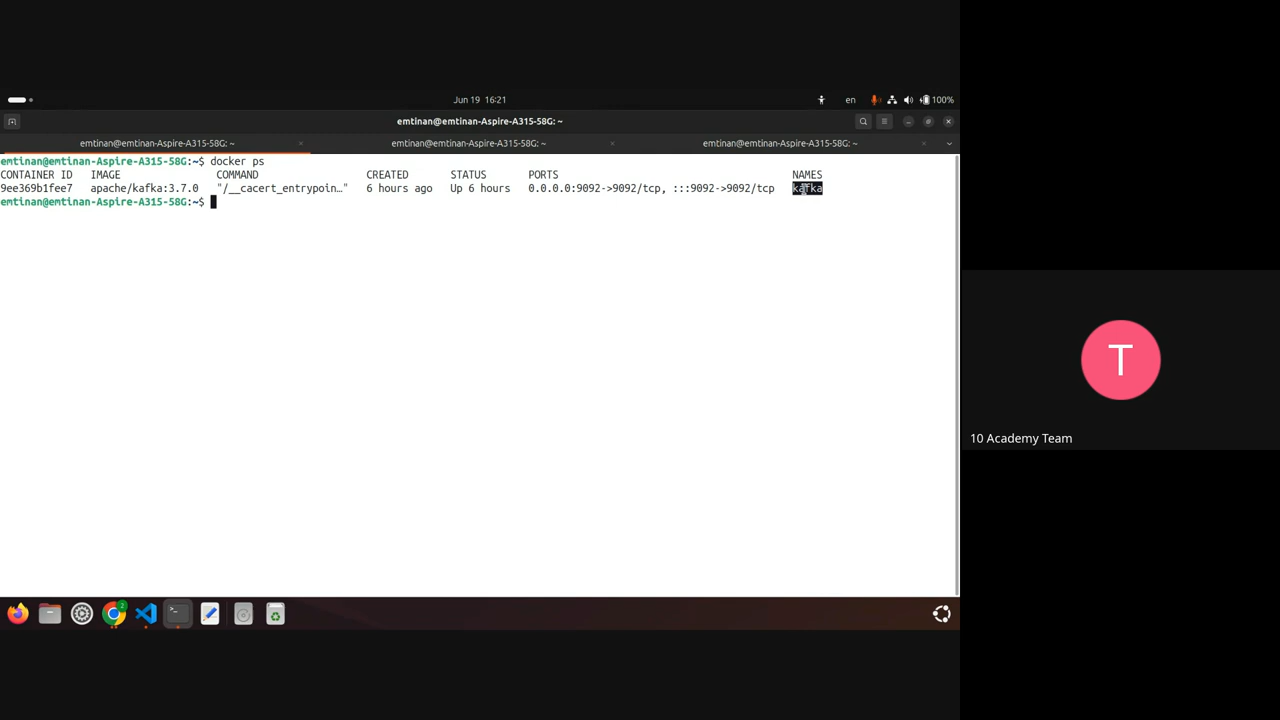 Jun 19 16:21
en
100%
emtinan@emtinan-Aspire-A315-58G: ~
emtinan@emtinan-Aspire-A315-58G: ~ × emtinan@emtinan-Aspire-A315-58G: ~ × emtinan@emtinan-Aspire-A315-58G: ~ ×
emtinan@emtinan-Aspire-A315-58G:~$ docker ps
CONTAINER ID IMAGE COMMAND CREATED STATUS PORTS NAMES
9ee369b1fee7 apache/kafka:3.7.0 "/__cacert_entrypoin…" 6 hours ago Up 6 hours 0.0.0.0:9092->9092/tcp, :::9092->9092/tcp kafka
emtinan@emtinan-Aspire-A315-58G:~$
T
10 Academy Team
2